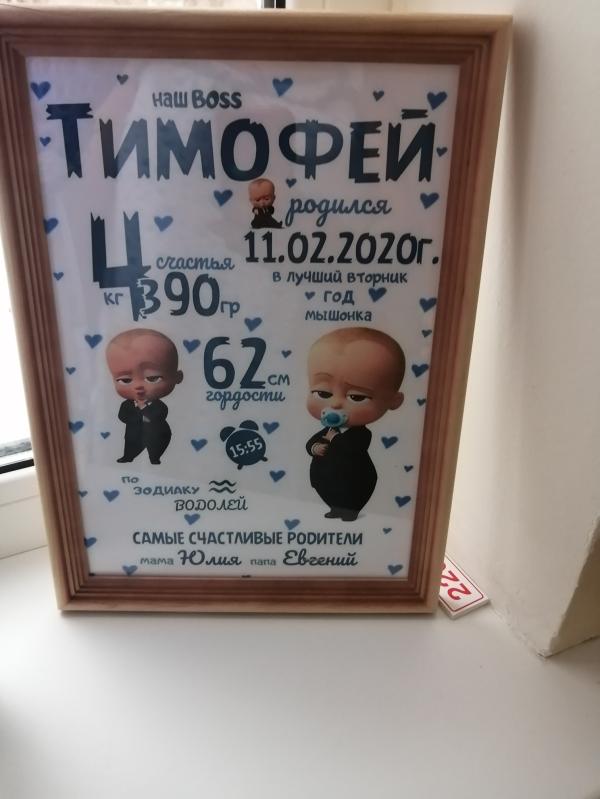 наш BOSS
ТИМОФЕЙ
родился
11.02.2020г.
в лучший вторник
год
мышонка
4 кг 390 гр
счастья
62 см
гордости
15:55
по
зодиаку
ВОДОЛЕЙ
САМЫЕ СЧАСТЛИВЫЕ РОДИТЕЛИ
мама Юлия папа Евгений